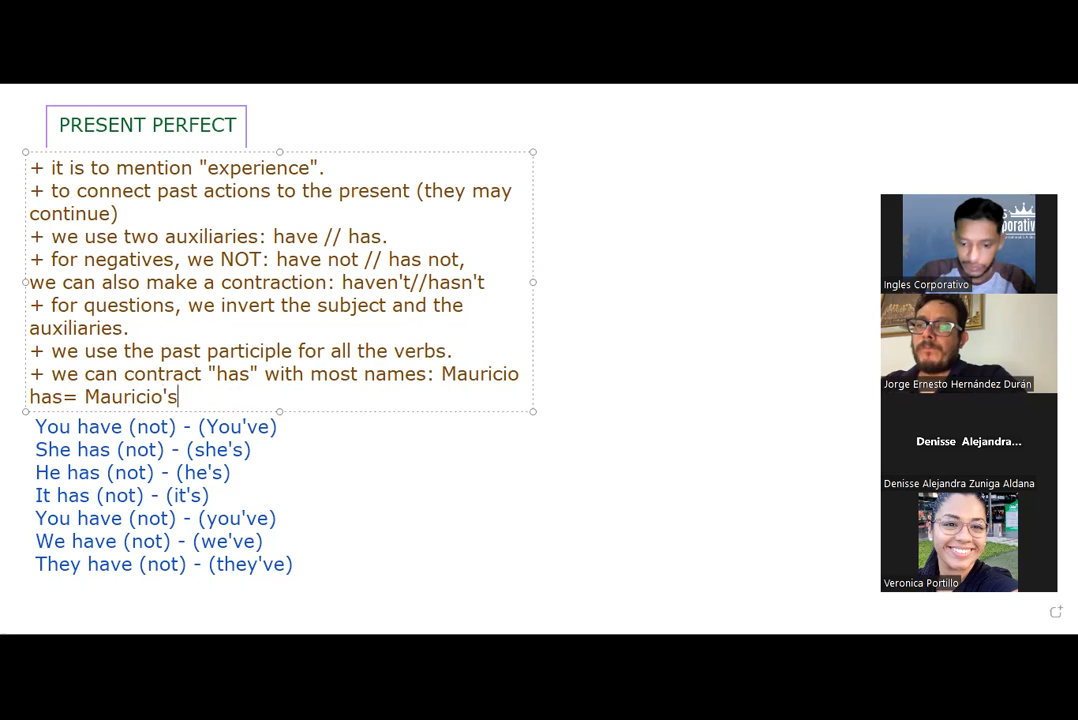 PRESENT PERFECT
+ it is to mention "experience".
+ to connect past actions to the present (they may
continue)
+ we use two auxiliaries: have // has.
+ for negatives, we NOT: have not // has not,
we can also make a contraction: haven't//hasn't
+ for questions, we invert the subject and the
auxiliaries.
+ we use the past participle for all the verbs.
+ we can contract "has" with most names: Mauricio
has= Mauricio's
You have (not) - (You've)
She has (not) - (she's)
He has (not) - (he's)
It has (not) - (it's)
You have (not) - (you've)
We have (not) - (we've)
They have (not) - (they've)
Ingles Corporativo
Jorge Ernesto Hernández Durán
Denisse Alejandra...
Denisse Alejandra Zuniga Aldana
Veronica Portillo